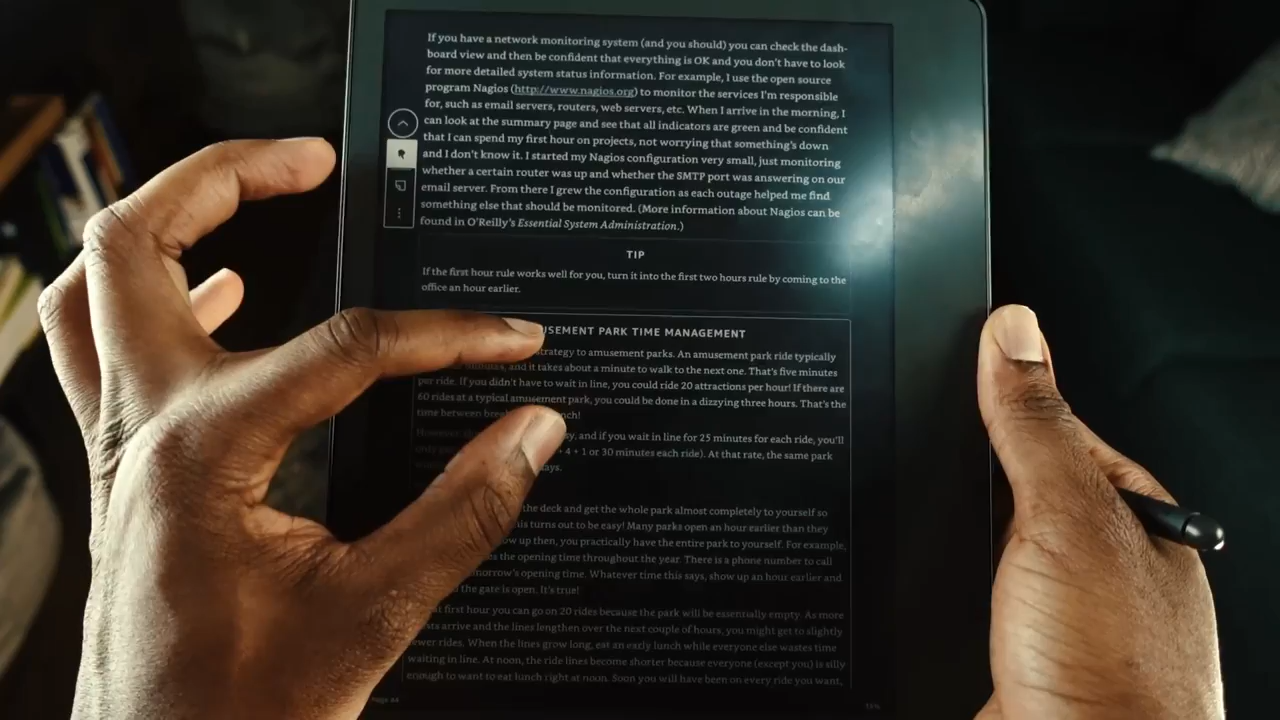 If you have a network monitoring system (and you should) you can check the dash-
board view and then be confident that everything is OK and you don't have to look
for more detailed system status information. For example, I use the open source
program Nagios (http://www.nagios.org) to monitor the services I'm responsible
for, such as email servers, routers, web servers, etc. When I arrive in the morning, I
can look at the summary page and see that all indicators are green and be confident
that I can spend my first hour on projects, not worrying that something's down
and I don't know it. I started my Nagios configuration very small, just monitoring
whether a certain router was up and whether the SMTP port was answering on our
email server. From there I grew the configuration as each outage helped me find
something else that should be monitored. (More information about Nagios can be
found in O'Reilly's Essential System Administration.)
TIP
If the first hour rule works well for you, turn it into the first two hours rule by coming to the
office an hour earlier.
USEMENT PARK TIME MANAGEMENT
strategy to amusement parks. An amusement park ride typically
minutes, and it takes about a minute to walk to the next one. That's five minutes
per ride. If you didn't have to wait in line, you could ride 20 attractions per hour! If there are
60 rides at a typical amusement park, you could be done in a dizzying three hours. That's the
time between nch!
sy, and if you wait in line for 25 minutes for each ride, you'll
+ 4 + 1 or 30 minutes each ride). At that rate, the same park
ays.
the deck and get the whole park almost completely to yourself so
his turns out to be easy! Many parks open an hour earlier than they
ow up then, you practically have the entire park to yourself. For example,
es the opening time throughout the year. There is a phone number to call
morrow's opening time. Whatever time this says, show up an hour earlier and
the gate is open. It's true!
first hour you can go on 20 rides because the park will be essentially empty. As more
sts arrive and the lines lengthen over the next couple of hours, you might get to slightly
ewer rides. When the lines grow long, eat an early lunch while everyone else wastes time
waiting in line. At noon, the ride lines become shorter because everyone (except you) is silly
enough to want to eat lunch right at noon. Soon you will have been on every ride you want,